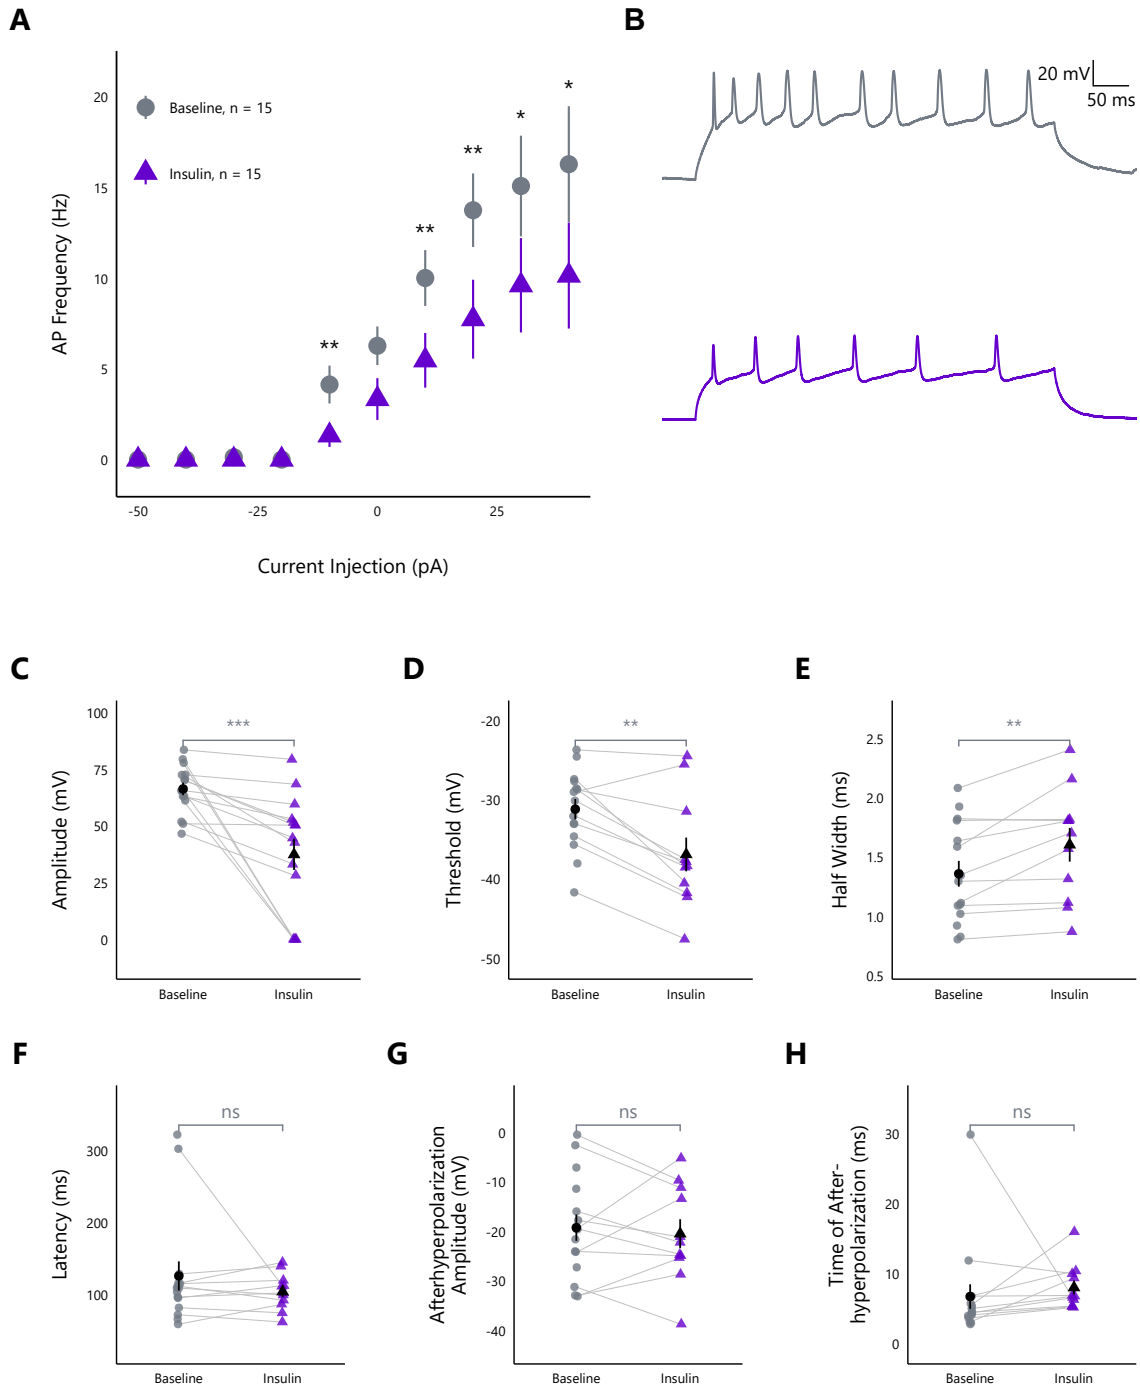 A
B
20
15
10
5
0
AP Frequency (Hz)
Baseline, n = 15
Insulin, n = 15
**
**
**
*
*
-50
-25
0
25
Current Injection (pA)
20 mV
50 ms
C
100
75
50
25
0
Amplitude (mV)
***
Baseline
Insulin
D
-20
-30
-40
-50
Threshold (mV)
**
Baseline
Insulin
E
2.5
2.0
1.5
1.0
0.5
Half Width (ms)
**
Baseline
Insulin
F
300
200
100
Latency (ms)
ns
Baseline
Insulin
G
0
-10
-20
-30
-40
Afterhyperpolarization
Amplitude (mV)
ns
Baseline
Insulin
H
30
20
10
0
Time of After-
hyperpolarization (ms)
ns
Baseline
Insulin